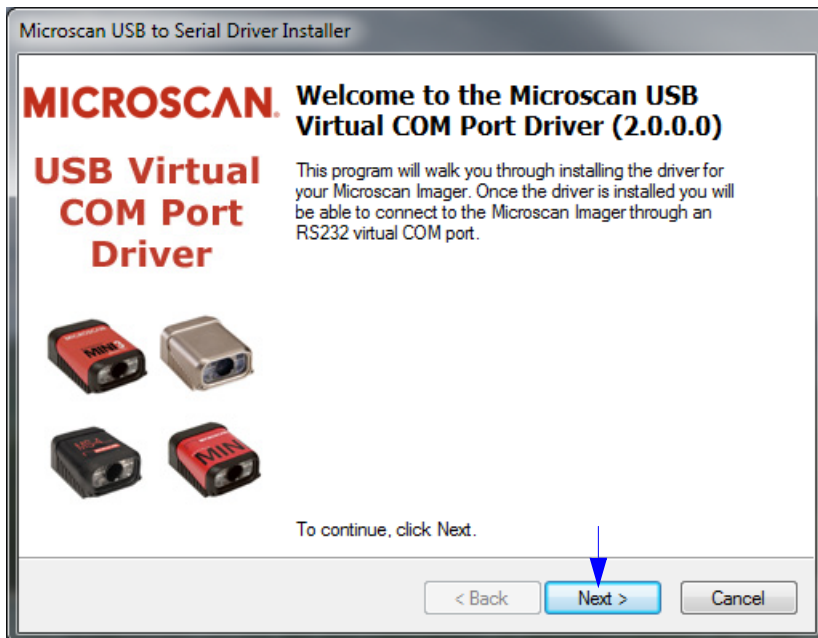 Microscan USB to Serial Driver Installer
MICROSCAN.
USB Virtual
COM Port
Driver
Welcome to the Microscan USB
Virtual COM Port Driver (2.0.0.0)
This program will walk you through installing the driver for
your Microscan Imager. Once the driver is installed you will
be able to connect to the Microscan Imager through an
RS232 virtual COM port.
MINI3
MINI
To continue, click Next.
< Back
Next >
Cancel